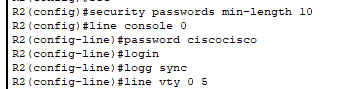 R2(config)#security passwords min-length 10
R2(config)#line console 0
R2(config-line)#password ciscocisco
R2(config-line)#login
R2(config-line)#logg sync
R2(config-line)#line vty 0 5